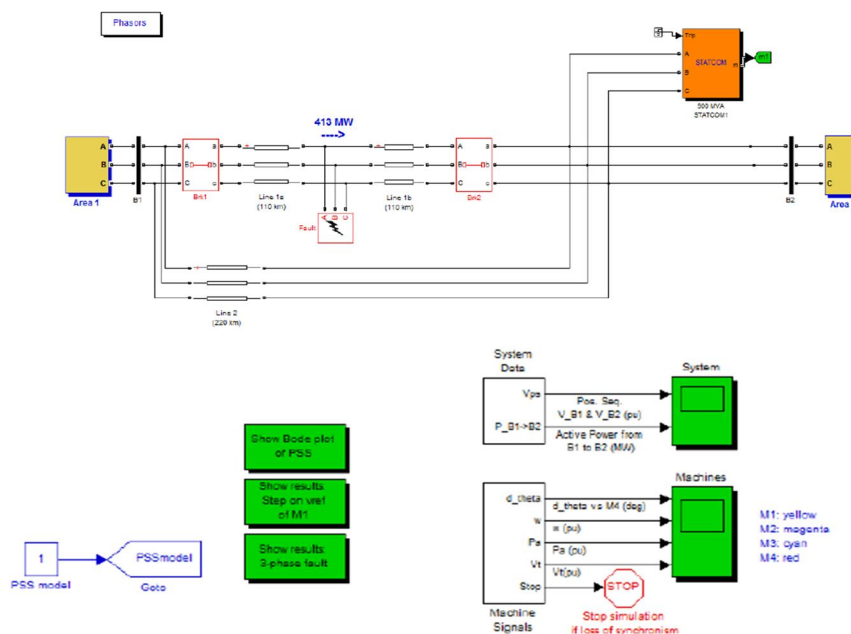 Phasors
Trip
A
STATCOM
m
m1
B
C
500 MVA
STATCOM1
413 MW
---->
A
B
C
Area 1
B1
A a
B b
C c
Brk1
Line 1a
(110 km)
A B C
Fault
Line 1b
(110 km)
A a
B b
C c
Brk2
B2
A
B
C
Area
Line 2
(220 km)
System
Data
Vps
Pos. Seq.
V_B1 & V_B2 (pu)
P_B1->B2
Active Power from
B1 to B2 (MW)
System
Show Bode plot
of PSS
Show results:
Step on vref
of M1
Show results:
3-phase fault
1
PSS model
PSSmodel
Goto
d_theta
d_theta vs M4 (deg)
w
w (pu)
Pa
Pa (pu)
Vt
Vt(pu)
Stop
STOP
Machine
Signals
Stop simulation
if loss of synchronism
Machines
M1: yellow
M2: magenta
M3: cyan
M4: red